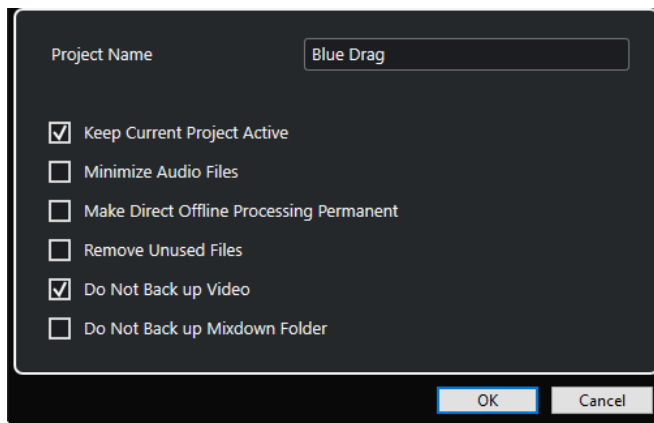 Project Name
Blue Drag
Keep Current Project Active
Minimize Audio Files
Make Direct Offline Processing Permanent
Remove Unused Files
Do Not Back up Video
Do Not Back up Mixdown Folder
OK
Cancel